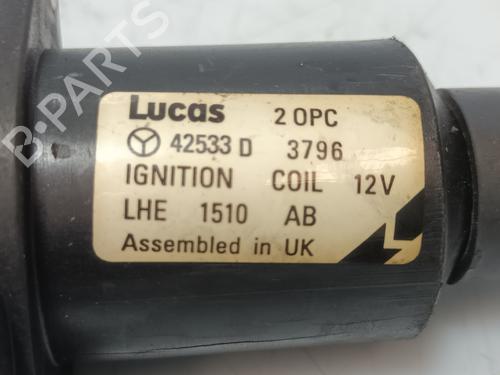 Lucas 2 OPC
42533 D 3796
IGNITION COIL 12V
LHE 1510 AB
Assembled in UK
B-PARTS